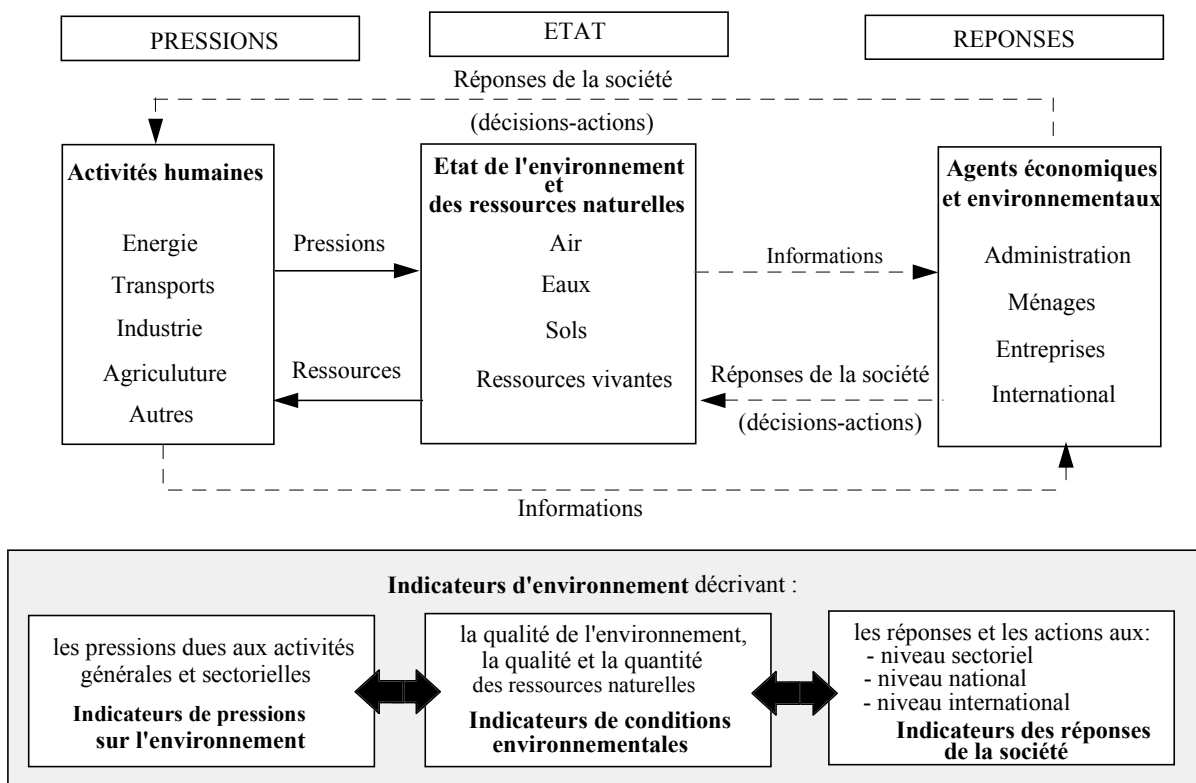 PRESSIONS
ETAT
REPONSES
Réponses de la société
(décisions-actions)
Activités humaines
Energie
Transports
Industrie
Agriculuture
Autres
Pressions
Ressources
Etat de l'environnement
et
des ressources naturelles
Air
Eaux
Sols
Ressources vivantes
Informations
Réponses de la société
(décisions-actions)
Agents économiques
et environnementaux
Administration
Ménages
Entreprises
International
Informations
Indicateurs d'environnement décrivant :
les pressions dues aux activités
générales et sectorielles
Indicateurs de pressions
sur l'environnement
la qualité de l'environnement,
la qualité et la quantité
des ressources naturelles
Indicateurs de conditions
environnementales
les réponses et les actions aux:
- niveau sectoriel
- niveau national
- niveau international
Indicateurs des réponses
de la société